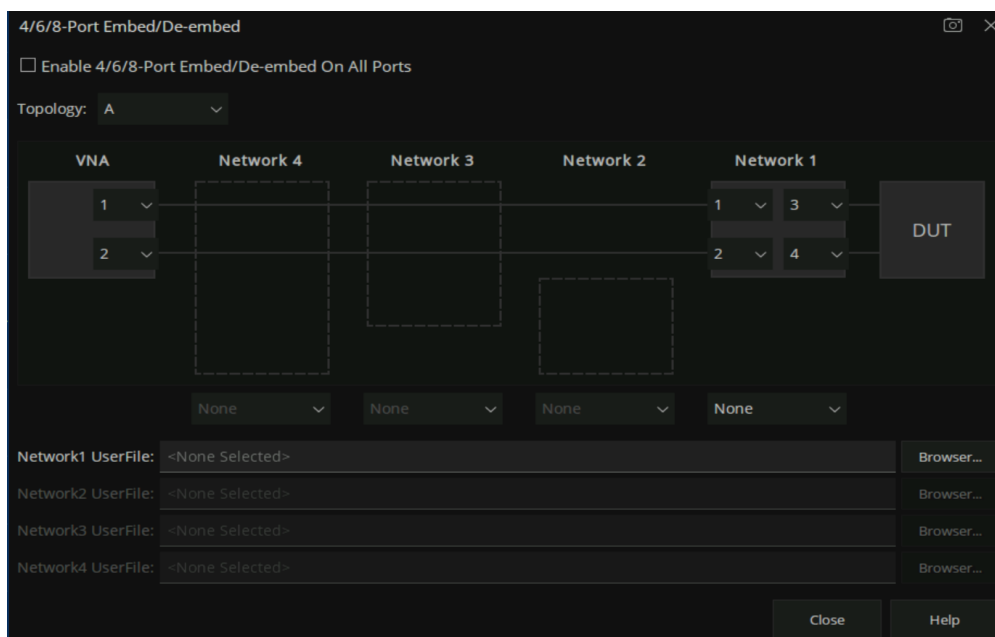 4/6/8-Port Embed/De-embed
Enable 4/6/8-Port Embed/De-embed On All Ports
Topology: A
VNA Network 4 Network 3 Network 2 Network 1
1 1 3
DUT
2 2 4
None None None None
Network1 UserFile: <None Selected> Browser...
Network2 UserFile: <None Selected> Browser...
Network3 UserFile: <None Selected> Browser...
Network4 UserFile: <None Selected> Browser...
Close Help